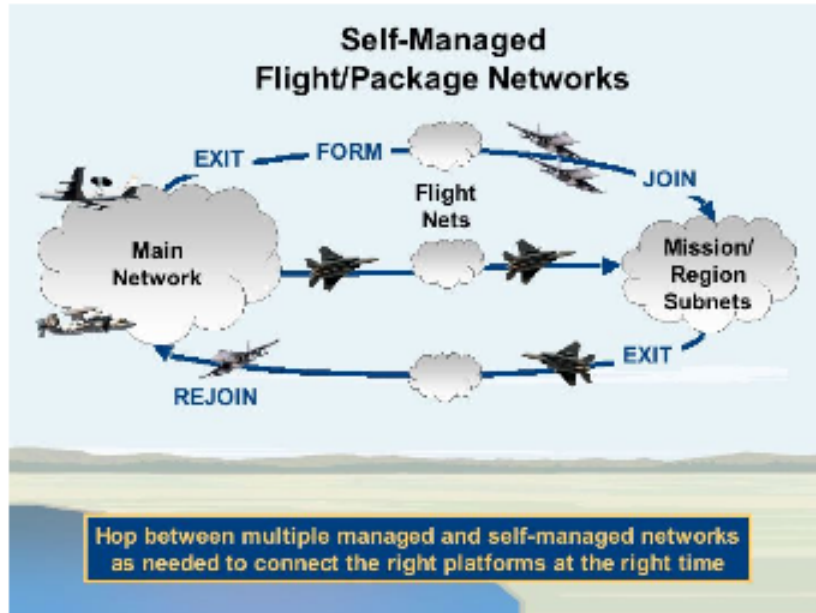 Self-Managed
Flight/Package Networks
EXIT
FORM
JOIN
Flight
Nets
Main
Network
Mission/
Region
Subnets
REJOIN
EXIT
Hop between multiple managed and self-managed networks
as needed to connect the right platforms at the right time